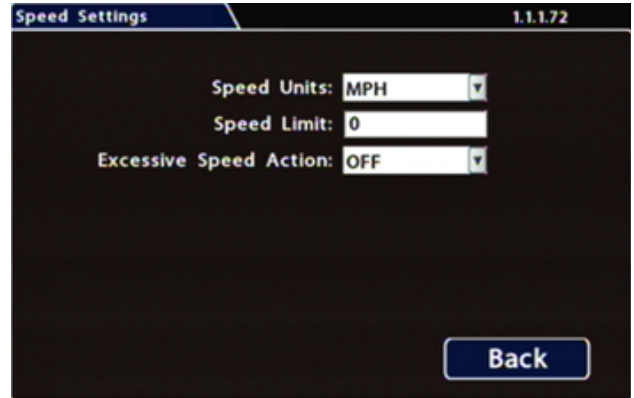 Speed Settings 1.1.1.72
Speed Units: MPH
Speed Limit: 0
Excessive Speed Action: OFF
Back